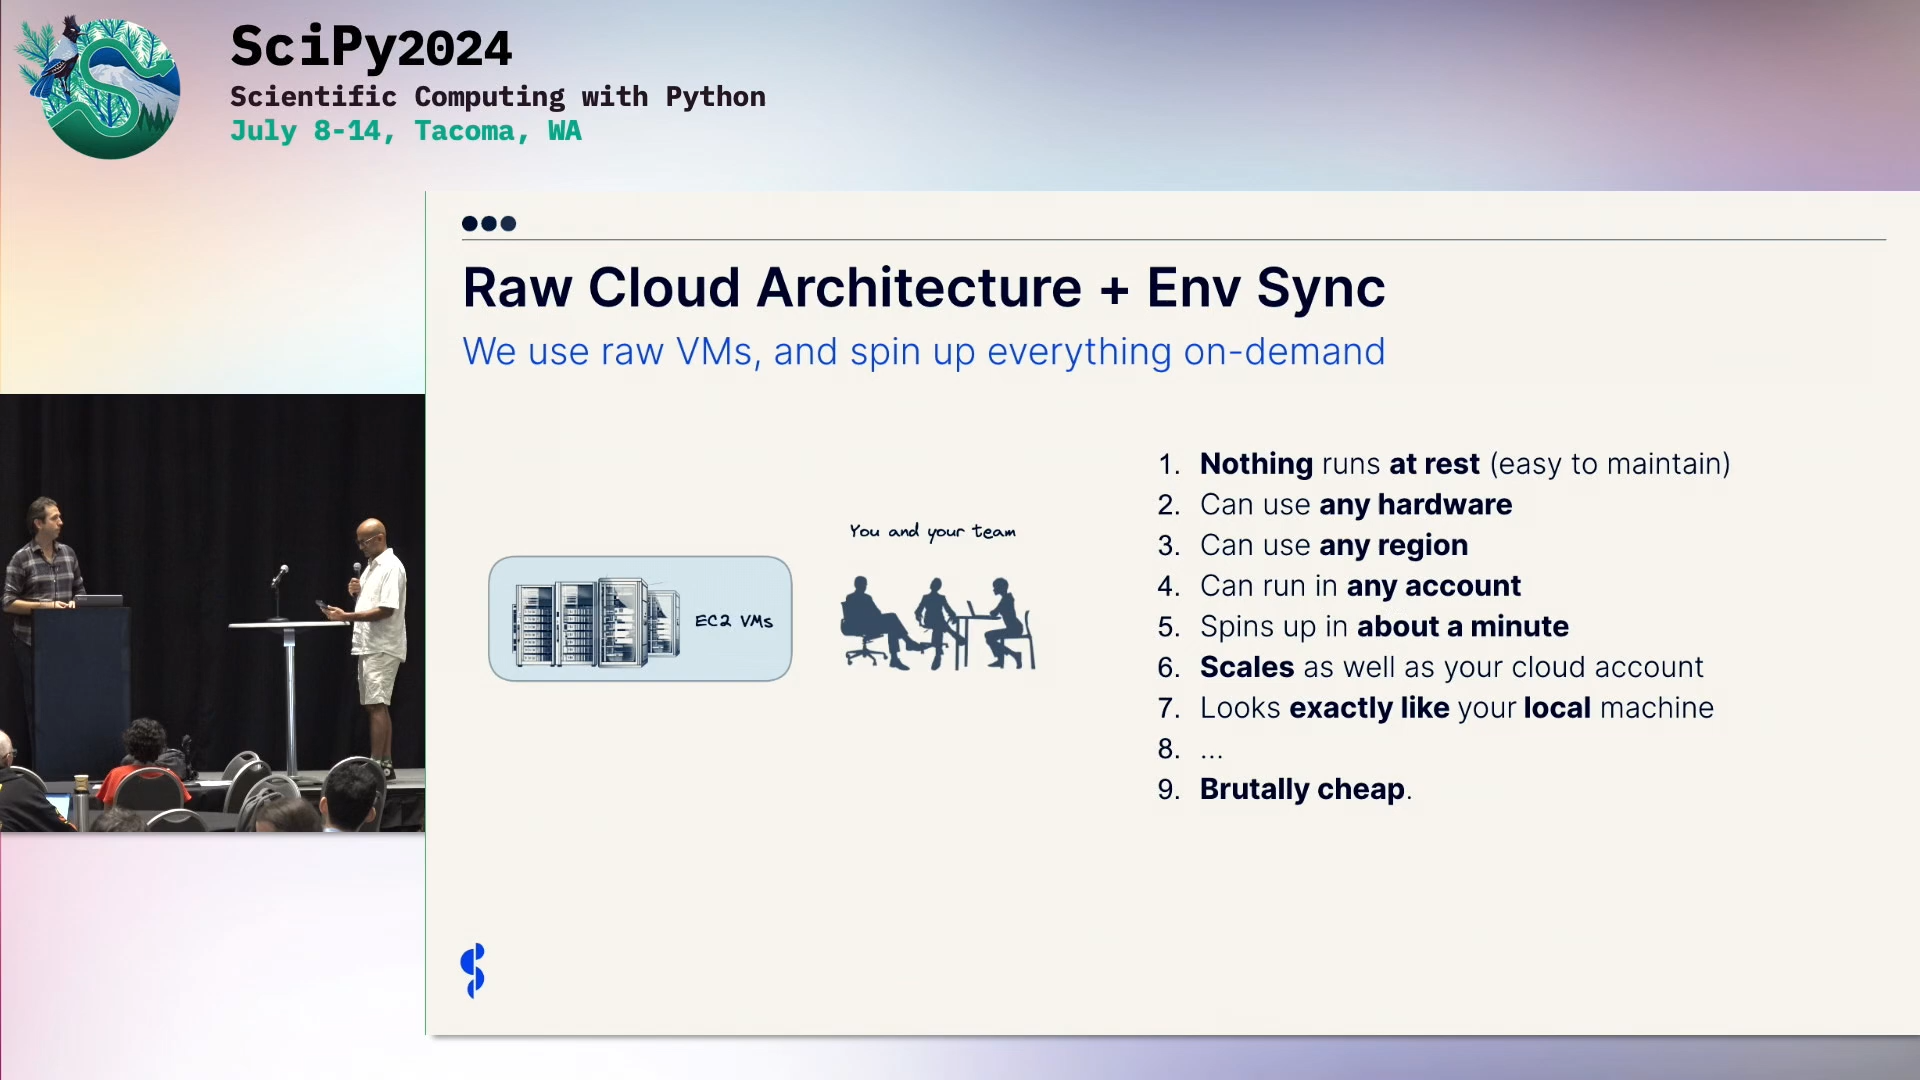 SciPy2024
Scientific Computing with Python
July 8-14, Tacoma, WA
Raw Cloud Architecture + Env Sync
We use raw VMs, and spin up everything on-demand
You and your team
EC2 VMs
1. Nothing runs at rest (easy to maintain)
2. Can use any hardware
3. Can use any region
4. Can run in any account
5. Spins up in about a minute
6. Scales as well as your cloud account
7. Looks exactly like your local machine
8. ...
9. Brutally cheap.